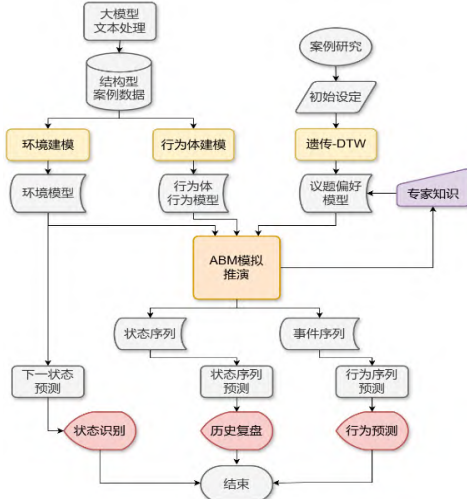 大模型
文本处理
案例研究
结构型
案例数据
初始设定
环境建模
行为体建模
遗传-DTW
环境模型
行为体
行为模型
议题偏好
模型
专家知识
ABM模拟
推演
状态序列
事件序列
下一状态
预测
状态序列
预测
行为序列
预测
状态识别
历史复盘
行为预测
结束